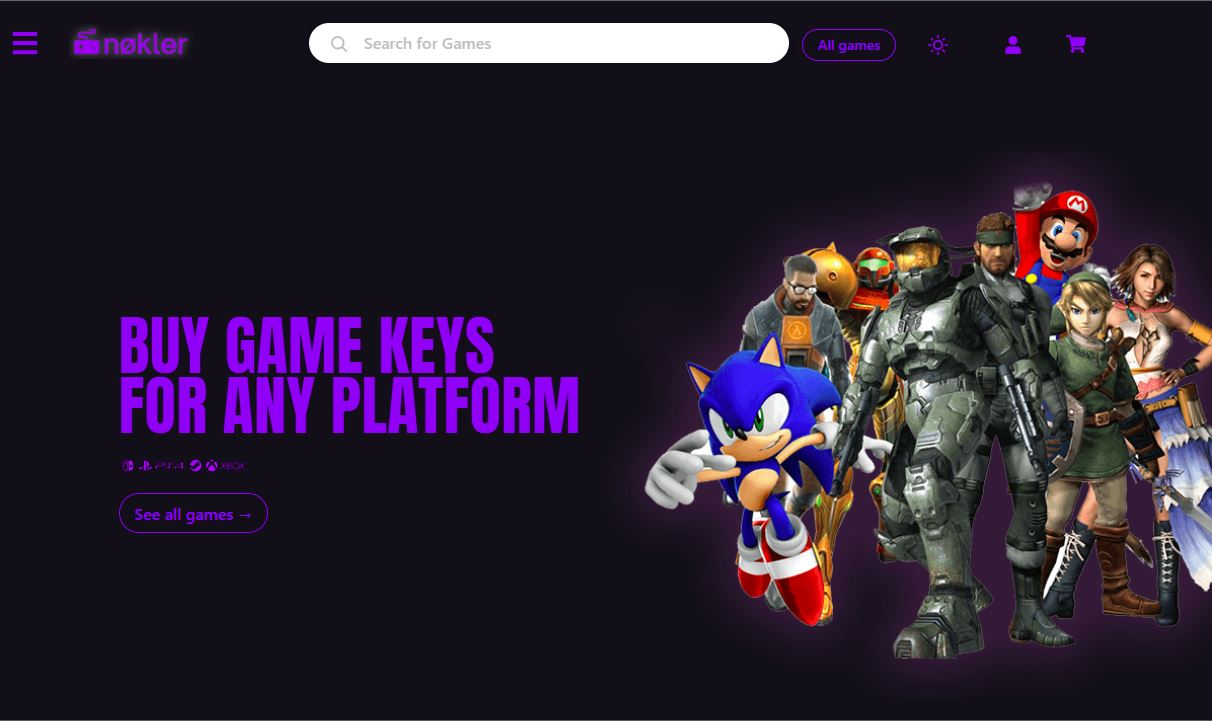 nøkler
Search for Games
All games
BUY GAME KEYS
FOR ANY PLATFORM
PS4 XBOX
See all games →
M